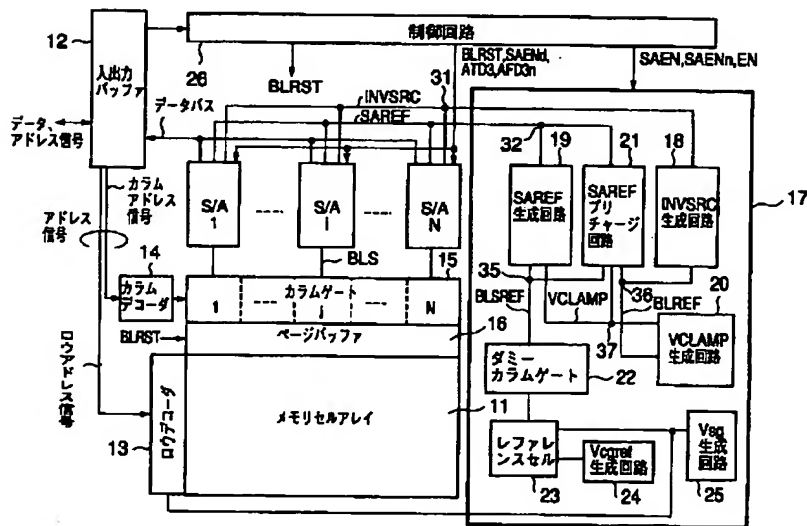 12
制御回路
26
入出力
バッファ
BLRST
BLRST,SAENd,
ATD3,AFD3n
SAEN,SAENn,EN
31
INVSRC
SAREF
データバス
データ、
アドレス信号
カラム
アドレス
信号
アドレス
信号
32
19
21
18
17
S/A
1
S/A
i
S/A
N
SAREF
生成回路
SAREF
プリ
チャージ
回路
INVSRC
生成回路
14
BLS
15
カラム
デコーダ
1
カラムゲート
i
N
35
36
20
BLSREF
VCLAMP
BLREF
37
VCLAMP
生成回路
BLRST
ページバッファ
16
ロウアドレス信号
ダミー
カラムゲート
22
13
ロウデコーダ
メモリセルアレイ
11
レファレ
ンスセル
23
Vcgref
生成回路
24
Vsg
生成回路
25